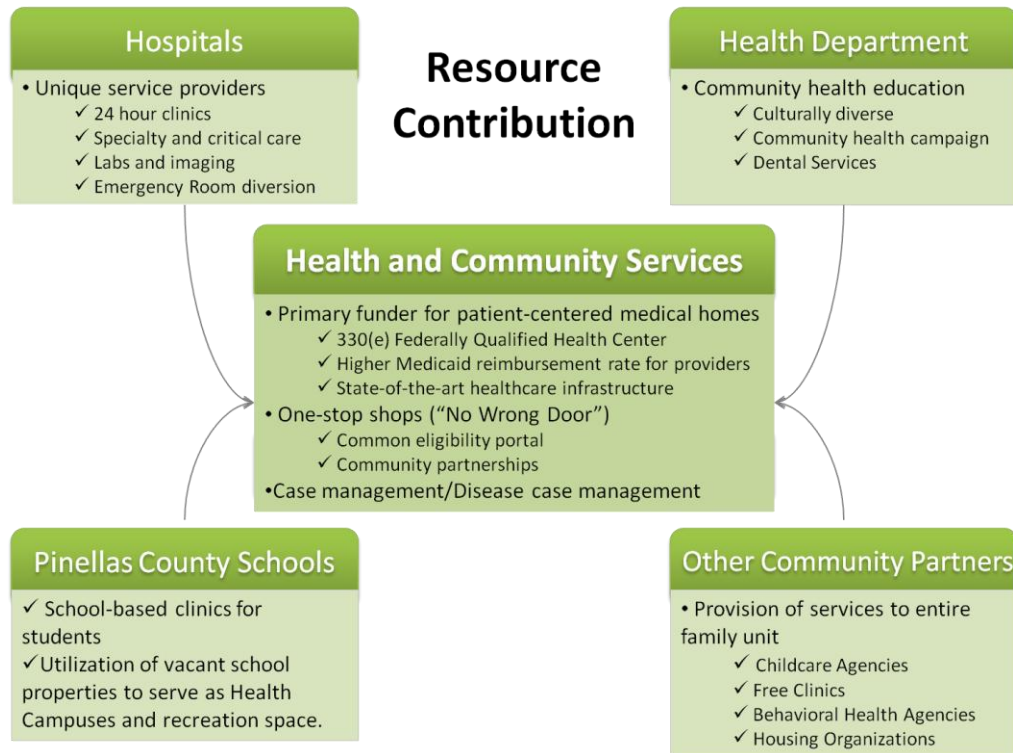 Hospitals
• Unique service providers
✓ 24 hour clinics
✓ Specialty and critical care
✓ Labs and imaging
✓ Emergency Room diversion
Resource
Contribution
Health Department
• Community health education
✓ Culturally diverse
✓ Community health campaign
✓ Dental Services
Health and Community Services
• Primary funder for patient-centered medical homes
✓ 330(e) Federally Qualified Health Center
✓ Higher Medicaid reimbursement rate for providers
✓ State-of-the-art healthcare infrastructure
• One-stop shops (“No Wrong Door”)
✓ Common eligibility portal
✓ Community partnerships
•Case management/Disease case management
Pinellas County Schools
✓ School-based clinics for
students
✓Utilization of vacant school
properties to serve as Health
Campuses and recreation space.
Other Community Partners
• Provision of services to entire
family unit
✓ Childcare Agencies
✓ Free Clinics
✓ Behavioral Health Agencies
✓ Housing Organizations